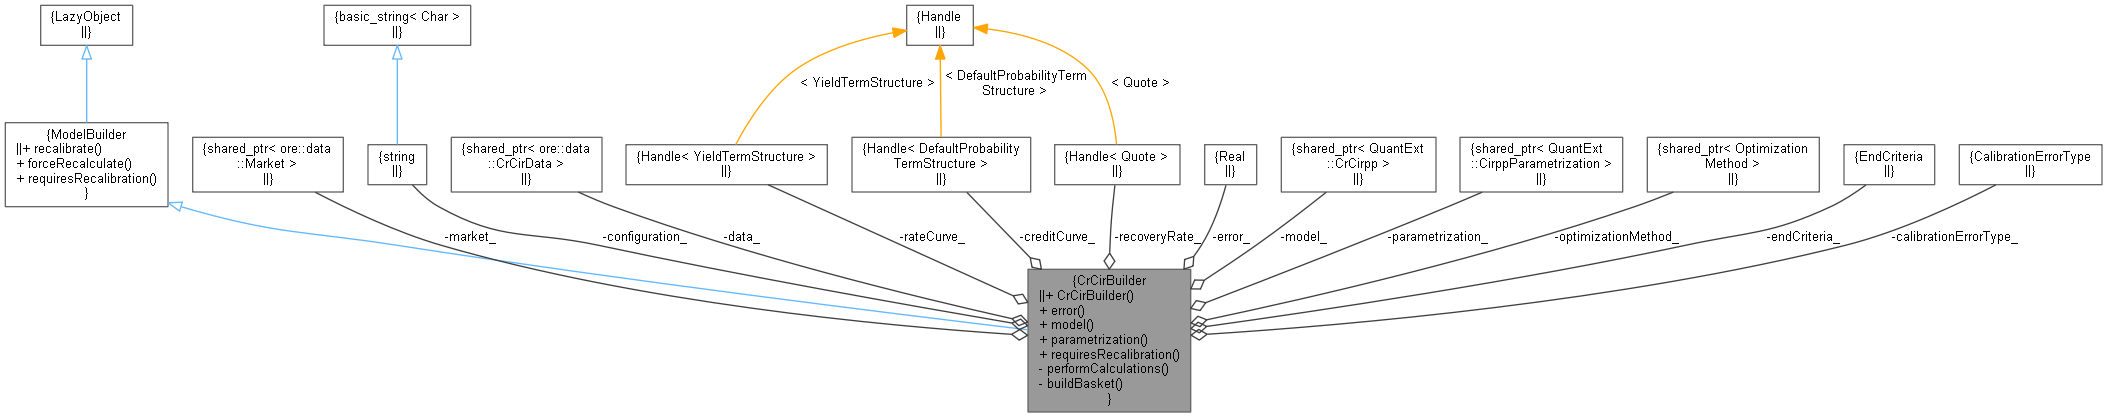 {LazyObject
||}
{basic_string< Char >
||}
{Handle
||}
< YieldTermStructure >
< DefaultProbabilityTerm
Structure >
< Quote >
{ModelBuilder
||+ recalibrate()
+ forceRecalculate()
+ requiresRecalibration()
}
{shared_ptr< ore::data
::Market >
||}
{string
||}
{shared_ptr< ore::data
::CrCirData >
||}
{Handle< YieldTermStructure >
||}
{Handle< DefaultProbability
TermStructure >
||}
{Handle< Quote >
||}
{Real
||}
{shared_ptr< QuantExt
::CrCirpp >
||}
{shared_ptr< QuantExt
::CirppParametrization >
||}
{shared_ptr< Optimization
Method >
||}
{EndCriteria
||}
{CalibrationErrorType
||}
-market_
-configuration_
-data_
-rateCurve_
-creditCurve_
-recoveryRate_
-error_
-model_
-parametrization_
-optimizationMethod_
-endCriteria_
-calibrationErrorType_
{CrCirBuilder
||+ CrCirBuilder()
+ error()
+ model()
+ parametrization()
+ requiresRecalibration()
- performCalculations()
- buildBasket()
}